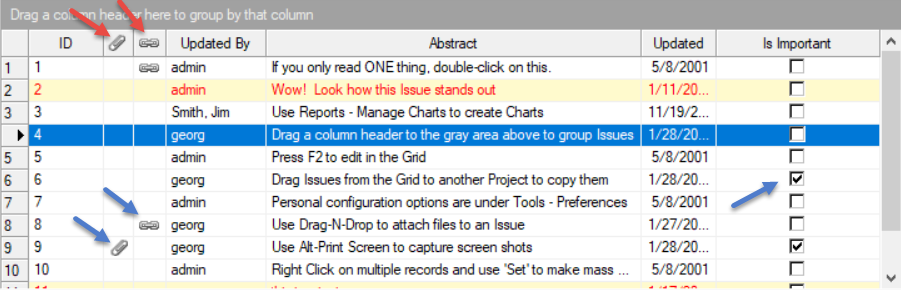 Drag a column header here to group by that column
ID Updated By Abstract Updated Is Important
1 1 admin If you only read ONE thing, double-click on this. 5/8/2001
2 2 admin Wow! Look how this Issue stands out 1/11/20...
3 3 Smith, Jim Use Reports - Manage Charts to create Charts 11/19/2...
4 georg Drag a column header to the gray area above to group Issues 1/28/20...
5 5 admin Press F2 to edit in the Grid 5/8/2001
6 6 georg Drag Issues from the Grid to another Project to copy them 1/28/20...
7 7 admin Personal configuration options are under Tools - Preferences 5/8/2001
8 8 georg Use Drag-N-Drop to attach files to an Issue 1/27/20...
9 9 georg Use Alt-Print Screen to capture screen shots 1/28/20...
10 10 admin Right Click on multiple records and use 'Set' to make mass ... 5/8/2001